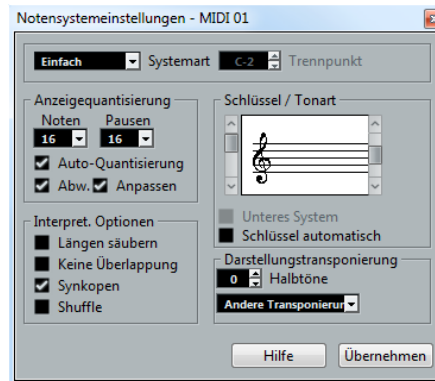 Notensystemeinstellungen - MIDI 01
Einfach Systemart C-2 Trennpunkt
Anzeigequantisierung
Noten Pausen
16 16
Auto-Quantisierung
Abw. Anpassen
Interpret. Optionen
Längen säubern
Keine Überlappung
Synkopen
Shuffle
Schlüssel / Tonart
Unteres System
Schlüssel automatisch
Darstellungstransponierung
0 Halbtöne
Andere Transponierur
Hilfe Übernehmen